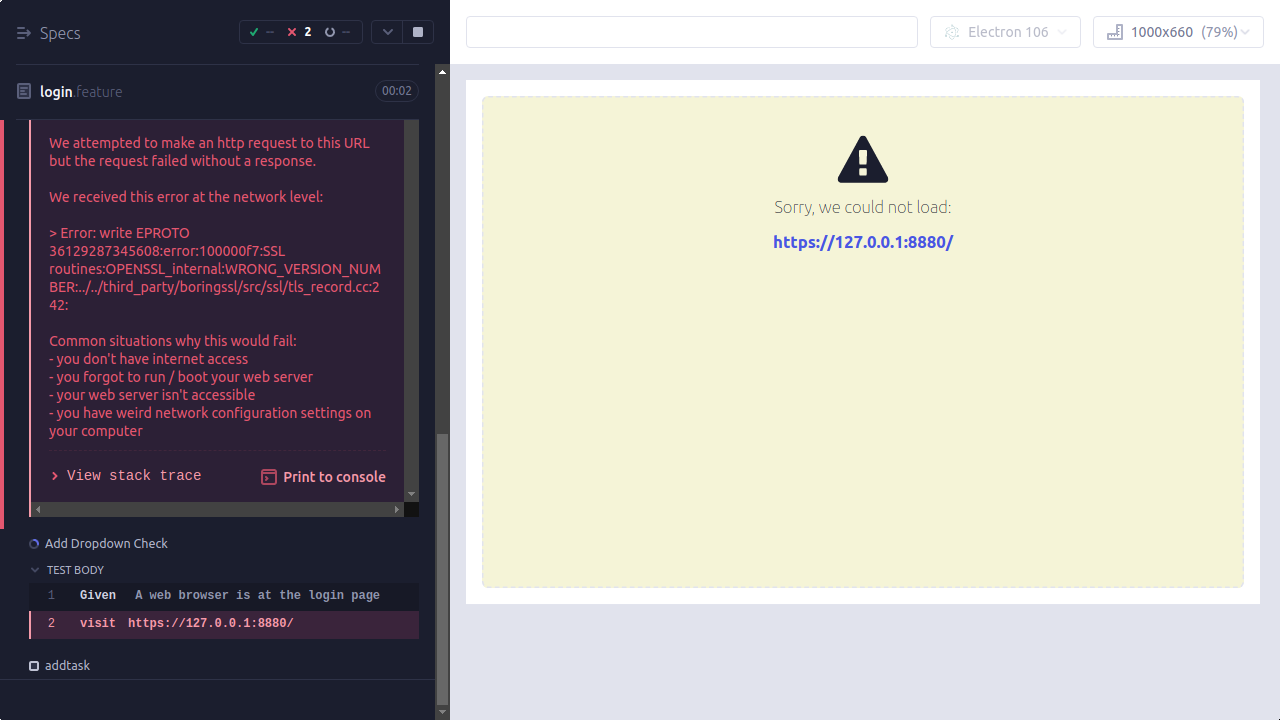 Specs
--
2
--
Electron 106
1000x660 (79%)
login.feature
00:02
We attempted to make an http request to this URL
but the request failed without a response.
We received this error at the network level:
> Error: write EPROTO
36129287345608:error:100000f7:SSL
routines:OPENSSL_internal:WRONG_VERSION_NUM
BER:../../third_party/boringssl/src/ssl/tls_record.cc:2
42:
Common situations why this would fail:
- you don't have internet access
- you forgot to run / boot your web server
- your web server isn't accessible
- you have weird network configuration settings on
your computer
View stack trace
Print to console
Add Dropdown Check
TEST BODY
1 Given A web browser is at the login page
2 visit https://127.0.0.1:8880/
addtask
Sorry, we could not load:
https://127.0.0.1:8880/